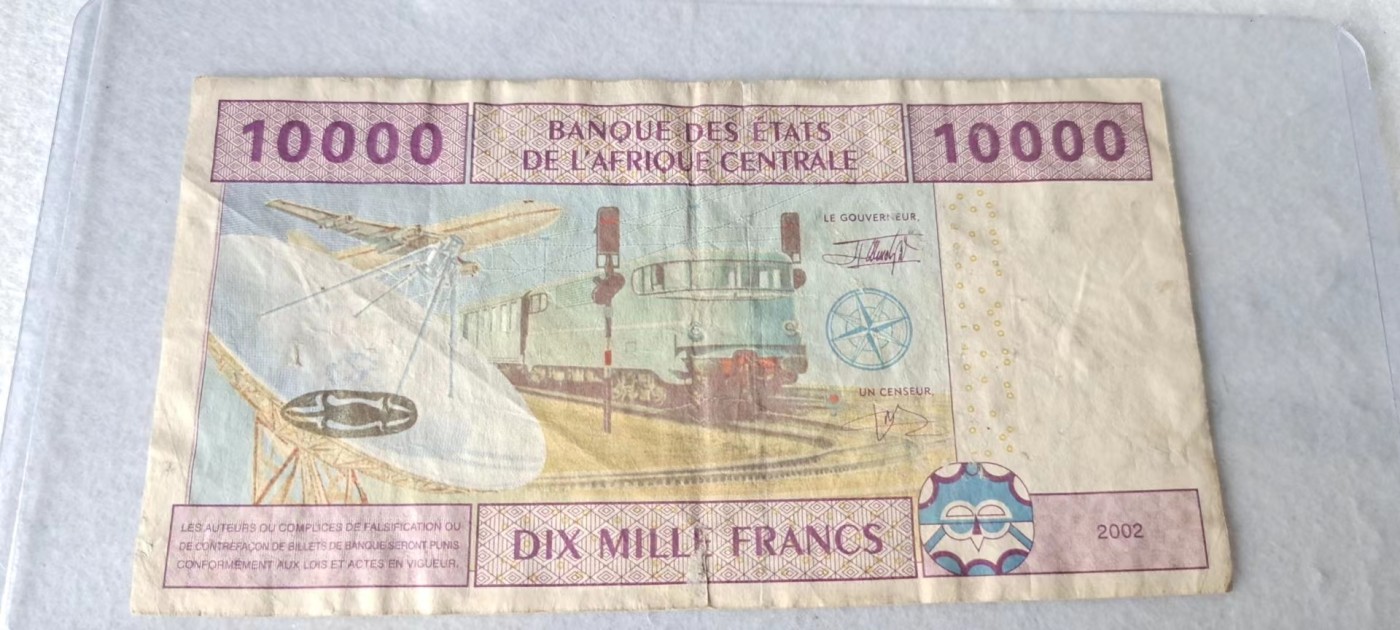 10000
BANQUE DES ÉTATS
DE L'AFRIQUE CENTRALE
10000
LE GOUVERNEUR,
UN CENSEUR,
LES AUTEURS OU COMPLICES DE FALSIFICATION OU
DE CONTREFAÇON DE BILLETS DE BANQUE SERONT PUNIS
CONFORMÉMENT AUX LOIS ET ACTES EN VIGUEUR.
DIX MILLE FRANCS
2002